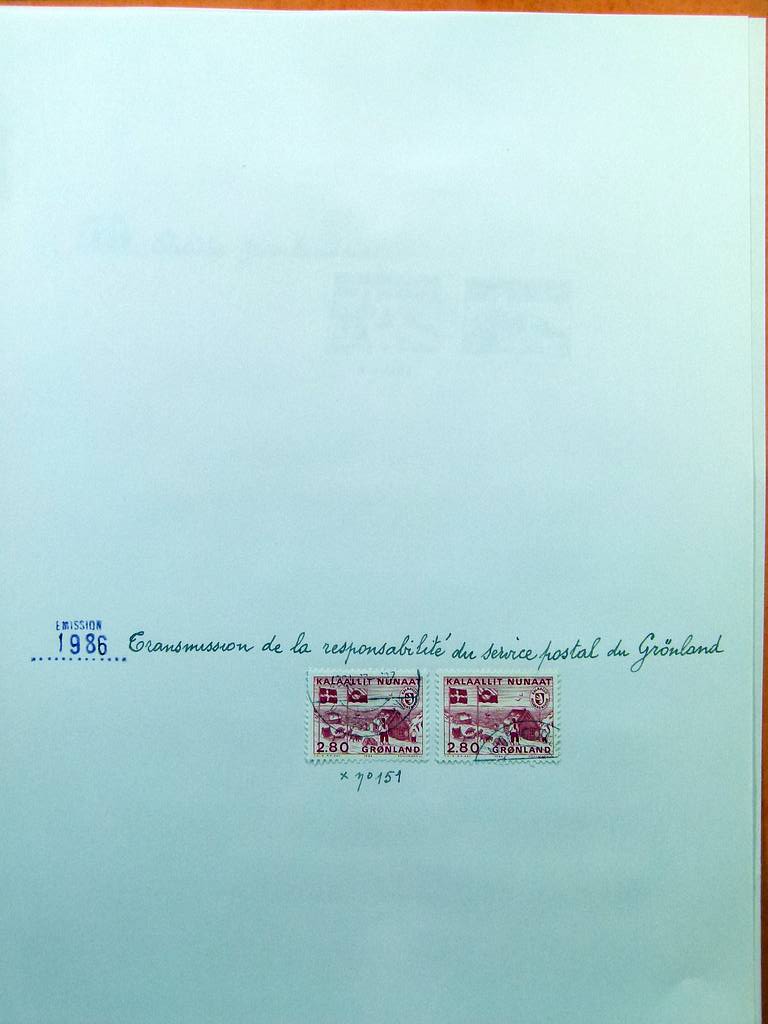 EMISSION
1986 Transmission de la responsabilité du service postal du Grönland
KALAALLIT NUNAAT KALAALLIT NUNAAT
2.80 GRØNLAND 2.80 GRØNLAND
x nº 151